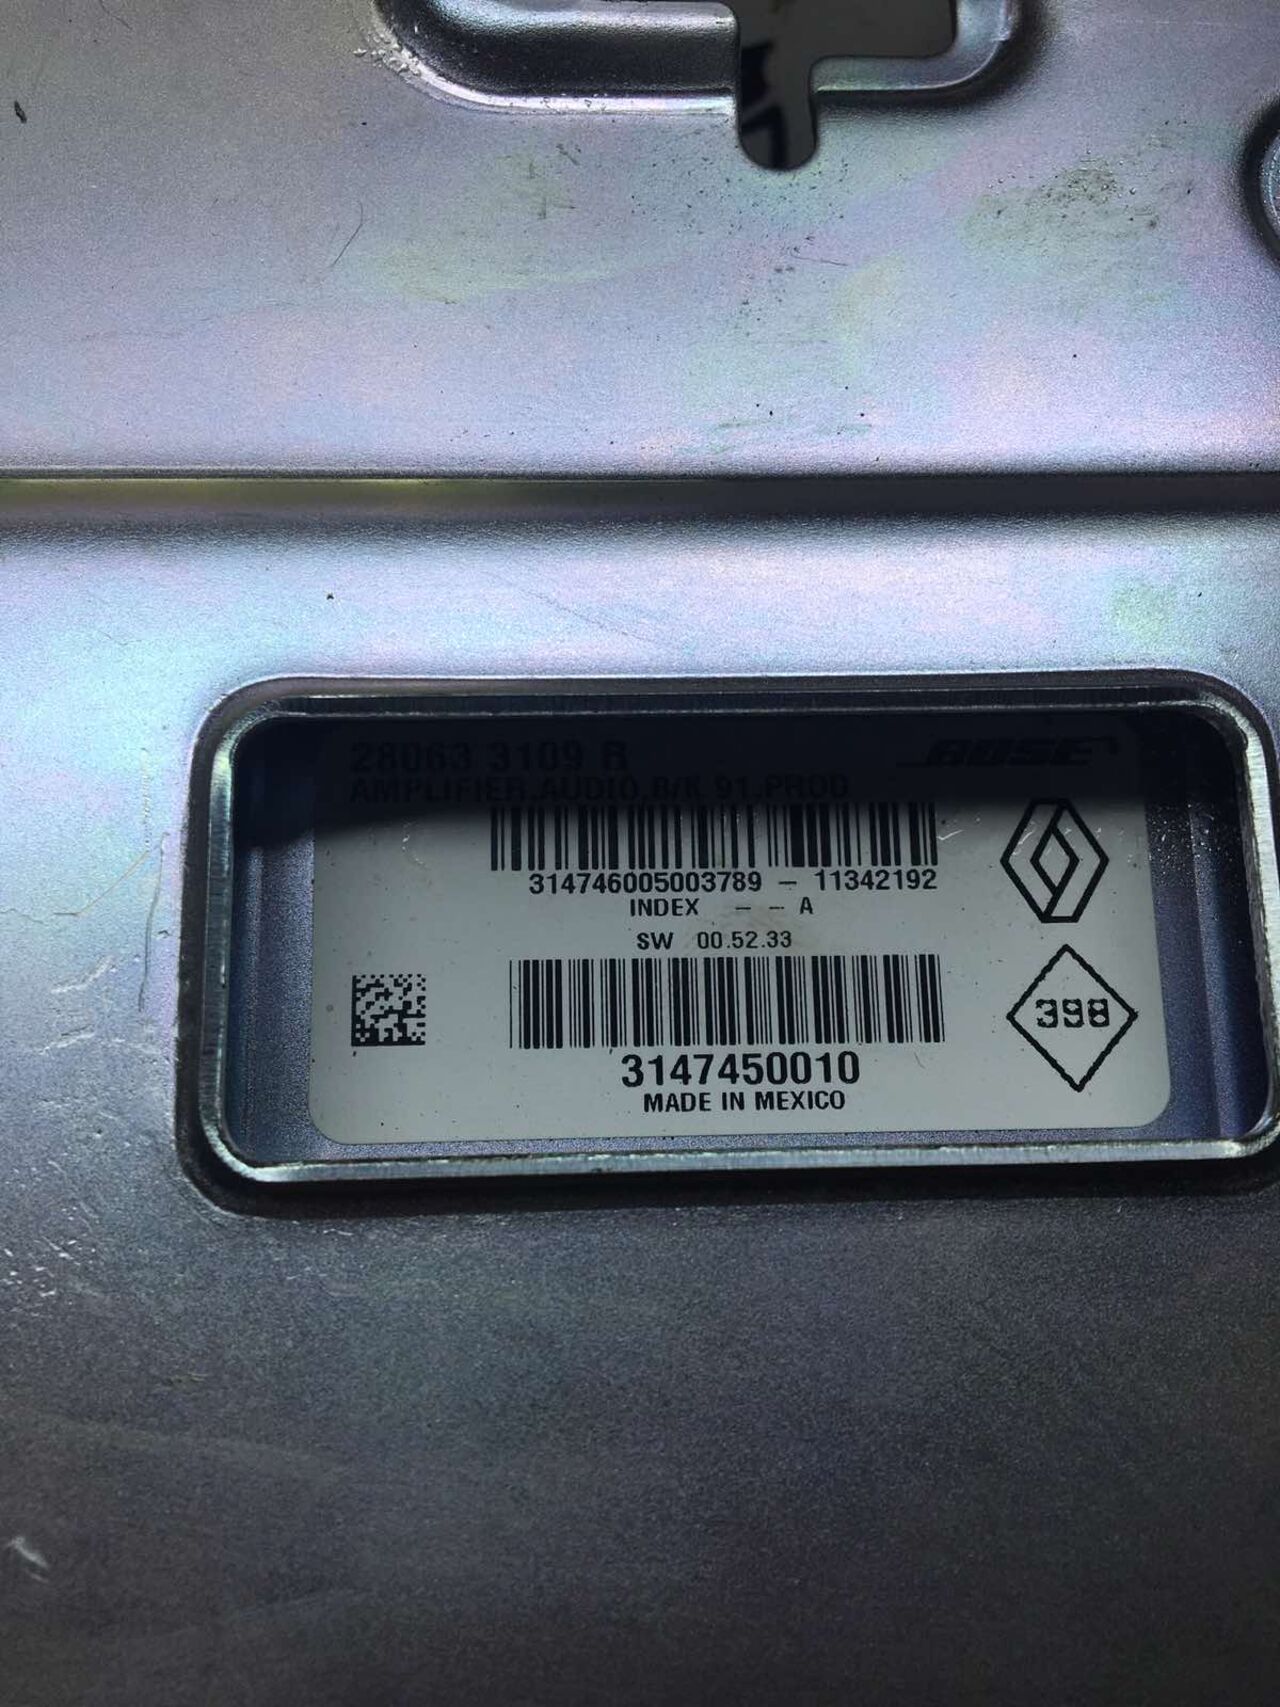 28063 3109 R
BOSE
AMPLIFIER,AUDIO,B/K 91,PROD
314746005003789 - 11342192
INDEX - - A
SW 00.52.33
398
3147450010
MADE IN MEXICO